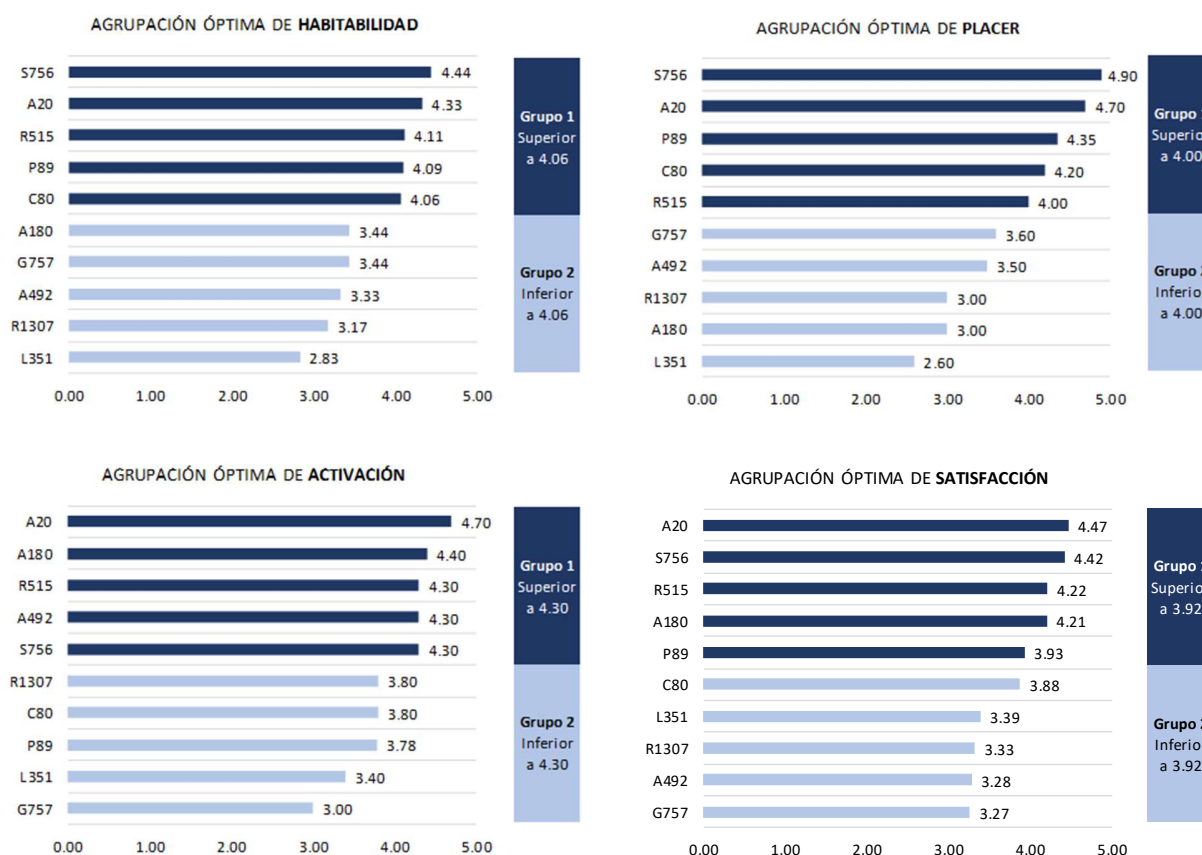 AGRUPACIÓN ÓPTIMA DE HABITABILIDAD
S756 4.44
A20 4.33
R515 4.11
P89 4.09
C80 4.06
A180 3.44
G757 3.44
A492 3.33
R1307 3.17
L351 2.83
0.00 1.00 2.00 3.00 4.00 5.00
Grupo 1
Superior
a 4.06
Grupo 2
Inferior
a 4.06
AGRUPACIÓN ÓPTIMA DE PLACER
S756 4.90
A20 4.70
P89 4.35
C80 4.20
R515 4.00
G757 3.60
A492 3.50
R1307 3.00
A180 3.00
L351 2.60
0.00 1.00 2.00 3.00 4.00 5.00
Grupo
Superio
a 4.00
Grupo
Inferio
a 4.00
AGRUPACIÓN ÓPTIMA DE ACTIVACIÓN
A20 4.70
A180 4.40
R515 4.30
A492 4.30
S756 4.30
R1307 3.80
C80 3.80
P89 3.78
L351 3.40
G757 3.00
0.00 1.00 2.00 3.00 4.00 5.00
Grupo 1
Superior
a 4.30
Grupo 2
Inferior
a 4.30
AGRUPACIÓN ÓPTIMA DE SATISFACCIÓN
A20 4.47
S756 4.42
R515 4.22
A180 4.21
P89 3.93
C80 3.88
L351 3.39
R1307 3.33
A492 3.28
G757 3.27
0.00 1.00 2.00 3.00 4.00 5.00
Grupo
Superio
a 3.92
Grupo
Inferio
a 3.92